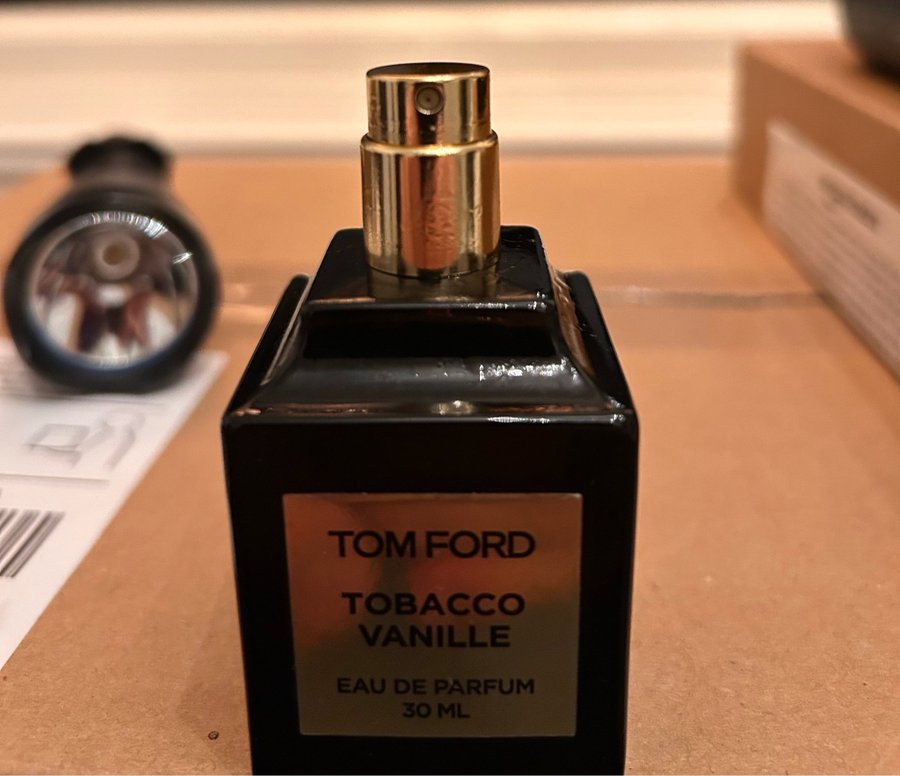 TOM FORD
TOBACCO
VANILLE
EAU DE PARFUM
30 ML